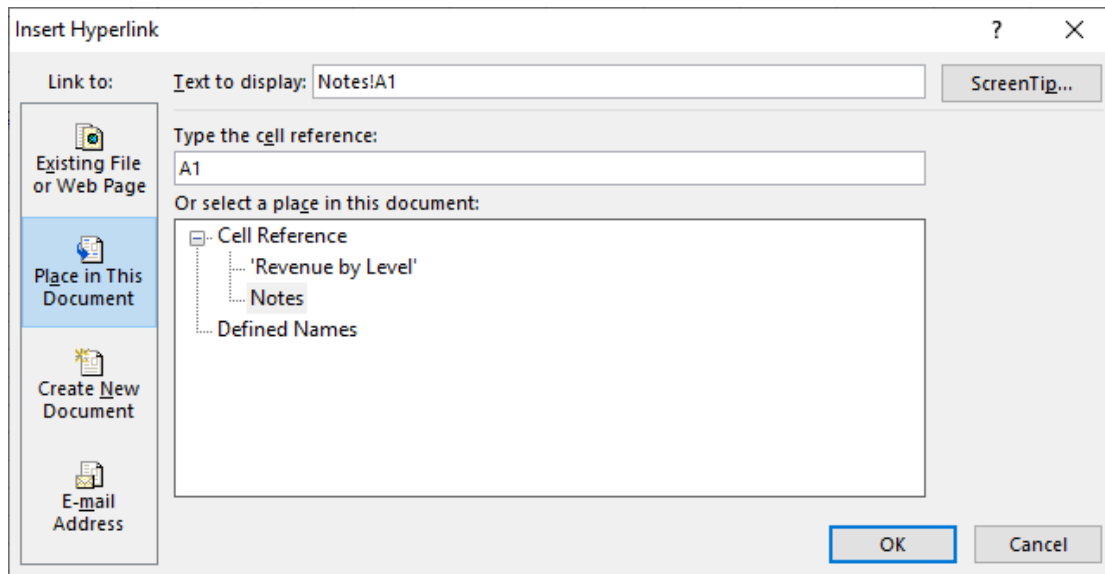 Insert Hyperlink
?
Link to:
Text to display:
Notes!A1
ScreenTip...
Existing File
or Web Page
Place in This
Document
Create New
Document
E-mail
Address
Type the cell reference:
A1
Or select a place in this document:
Cell Reference
'Revenue by Level'
Notes
Defined Names
OK
Cancel